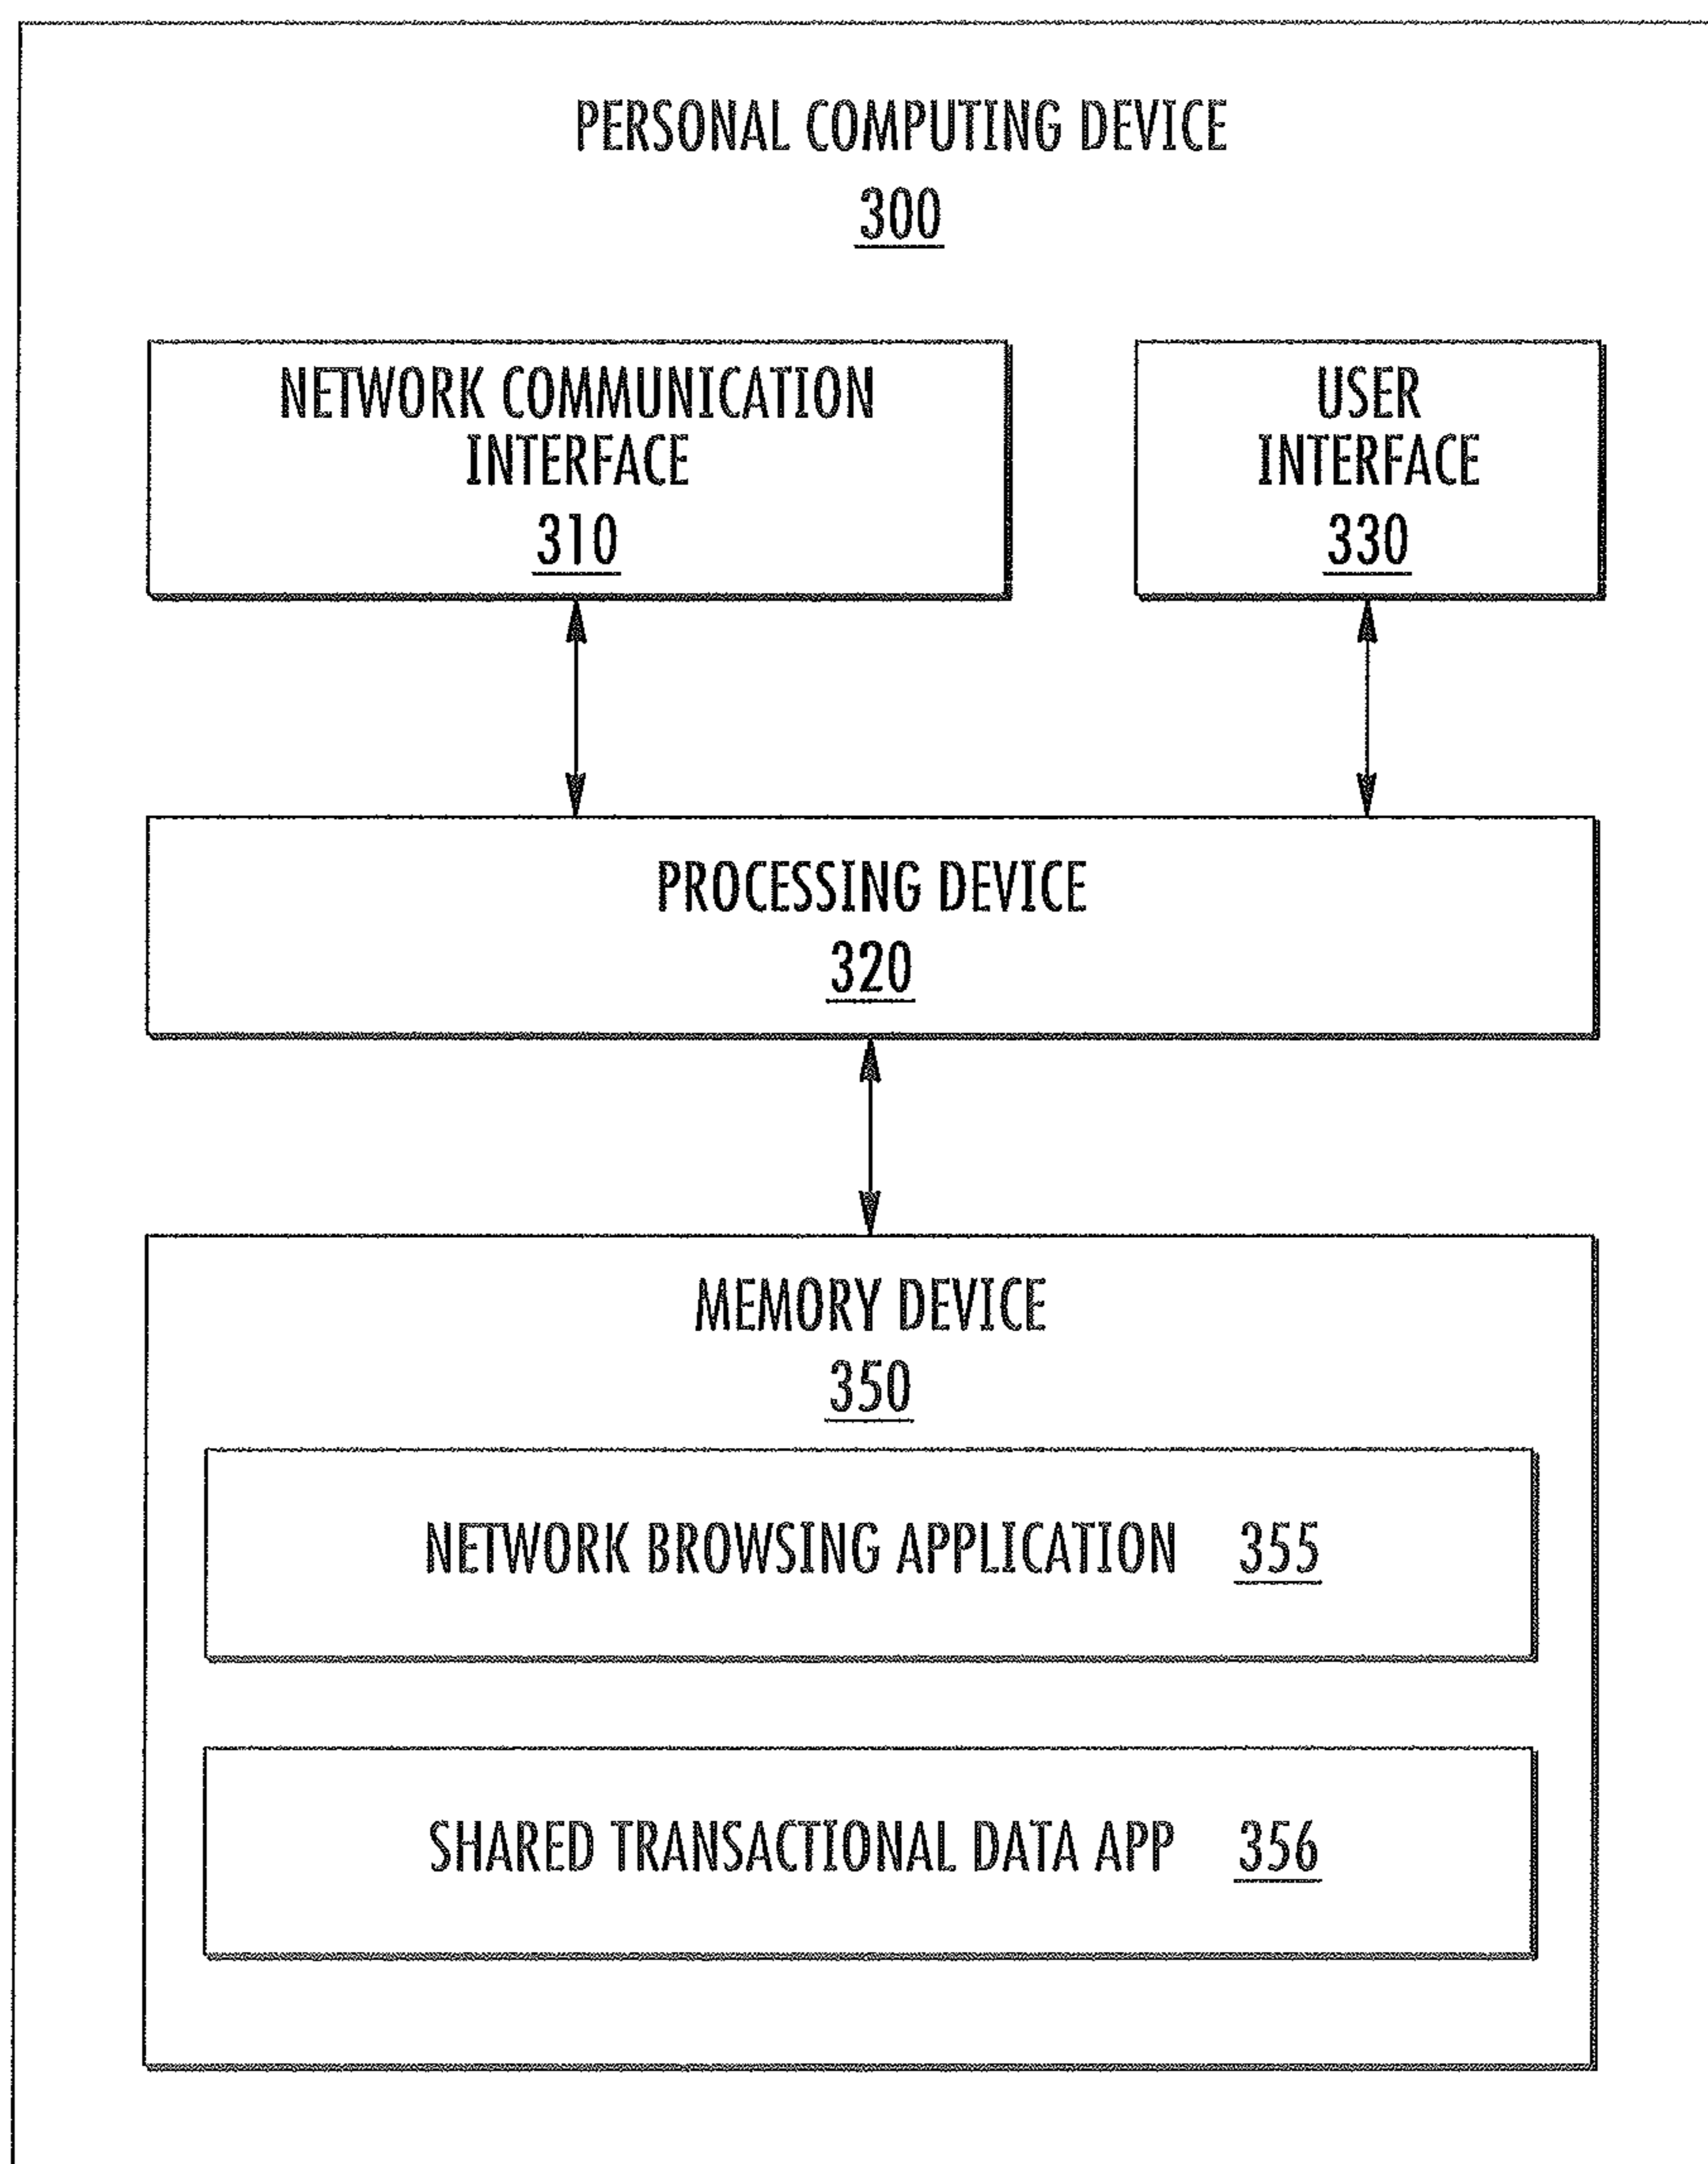 PERSONAL COMPUTING DEVICE
300
NETWORK COMMUNICATION
INTERFACE
310
USER
INTERFACE
330
PROCESSING DEVICE
320
MEMORY DEVICE
350
NETWORK BROWSING APPLICATION 355
SHARED TRANSACTIONAL DATA APP 356